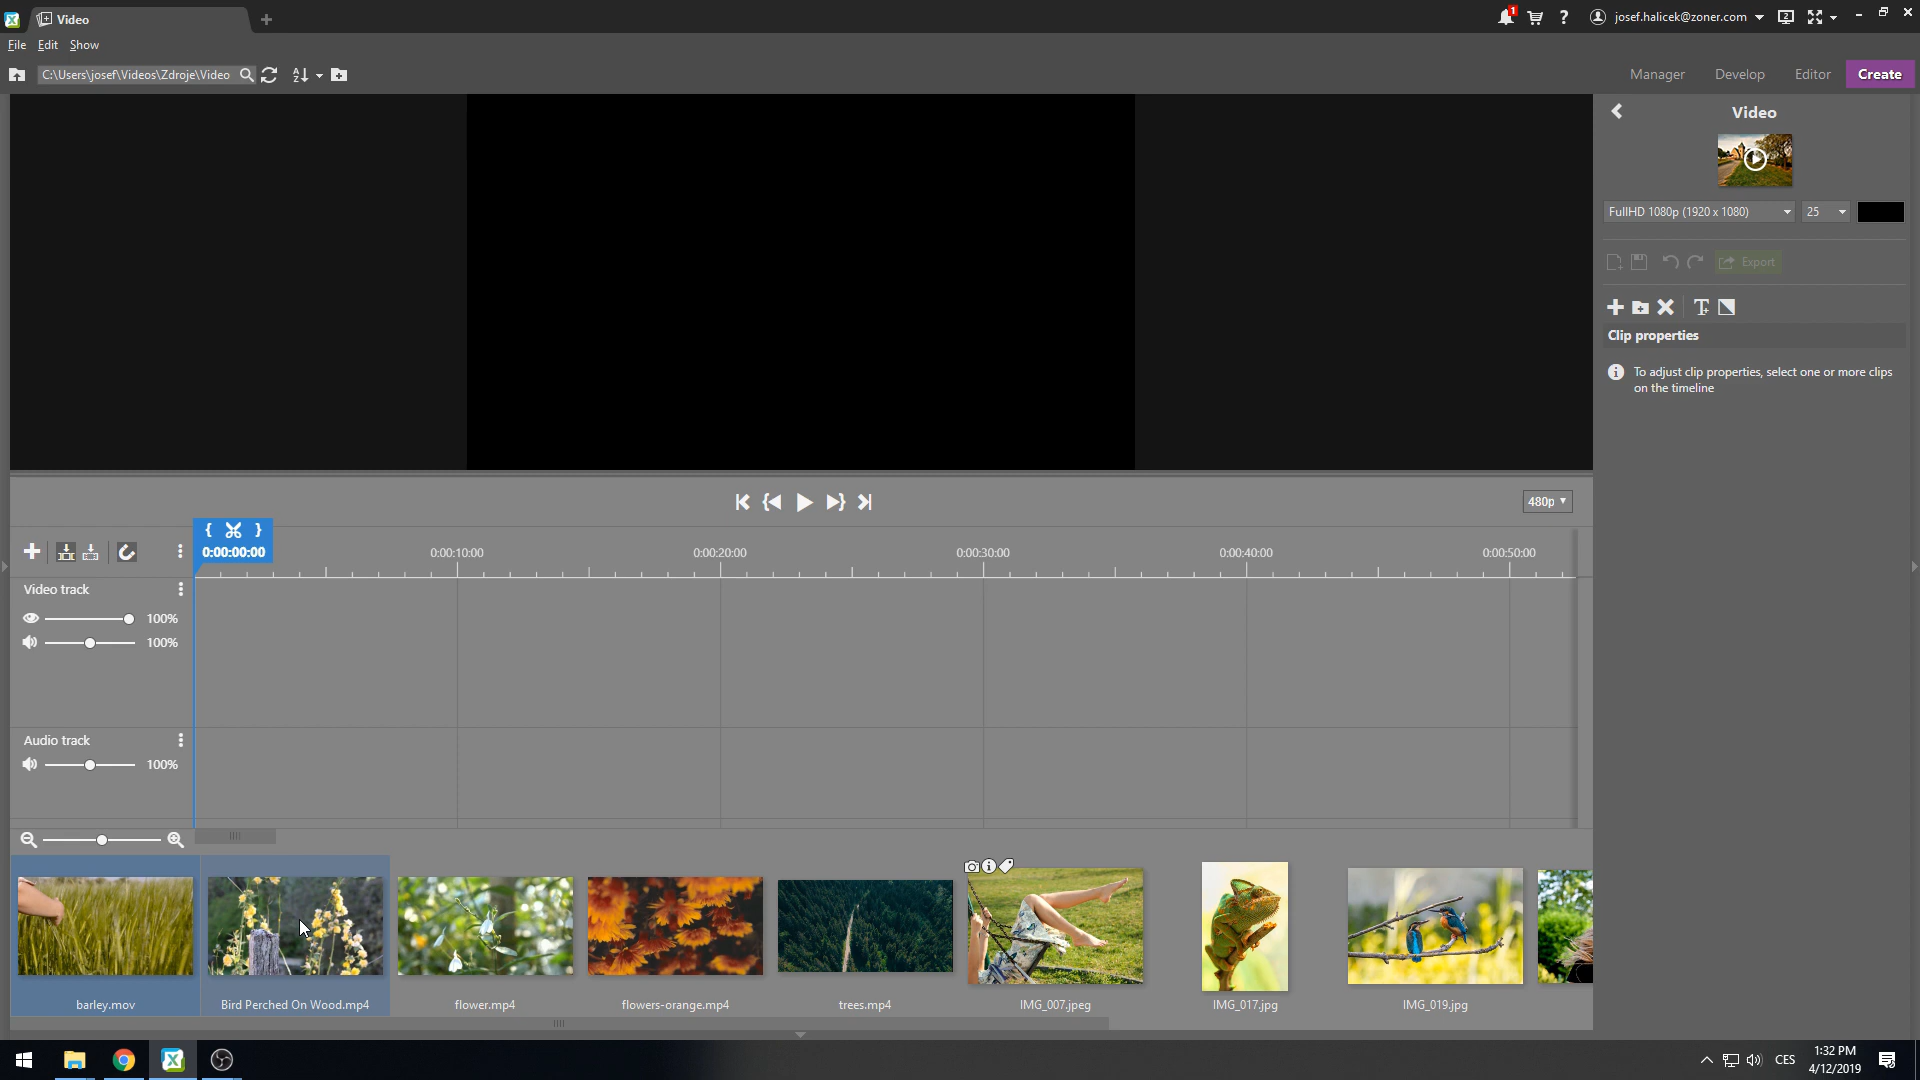 Video
1
josef.halicek@zoner.com
2
File Edit Show
C:\Users\josef\Videos\Zdroje\Video
Manager Develop Editor Create
Video
FullHD 1080p (1920 x 1080) 25
Export
Clip properties
To adjust clip properties, select one or more clips
on the timeline
480p
0:00:00:00 0:00:10:00 0:00:20:00 0:00:30:00 0:00:40:00 0:00:50:00
Video track
100%
100%
Audio track
100%
barley.mov Bird Perched On Wood.mp4 flower.mp4 flowers-orange.mp4 trees.mp4 IMG_007.jpeg IMG_017.jpg IMG_019.jpg
CES
1:32 PM
4/12/2019